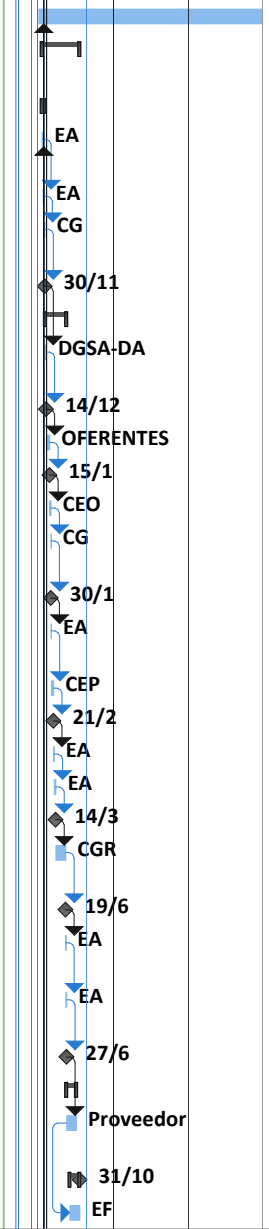 EA
EA
CG
30/11
DGSA-DA
14/12
OFERENTES
15/1
CEO
CG
30/1
EA
CEP
21/2
EA
EA
14/3
CGR
19/6
EA
EA
27/6
Proveedor
31/10
EF